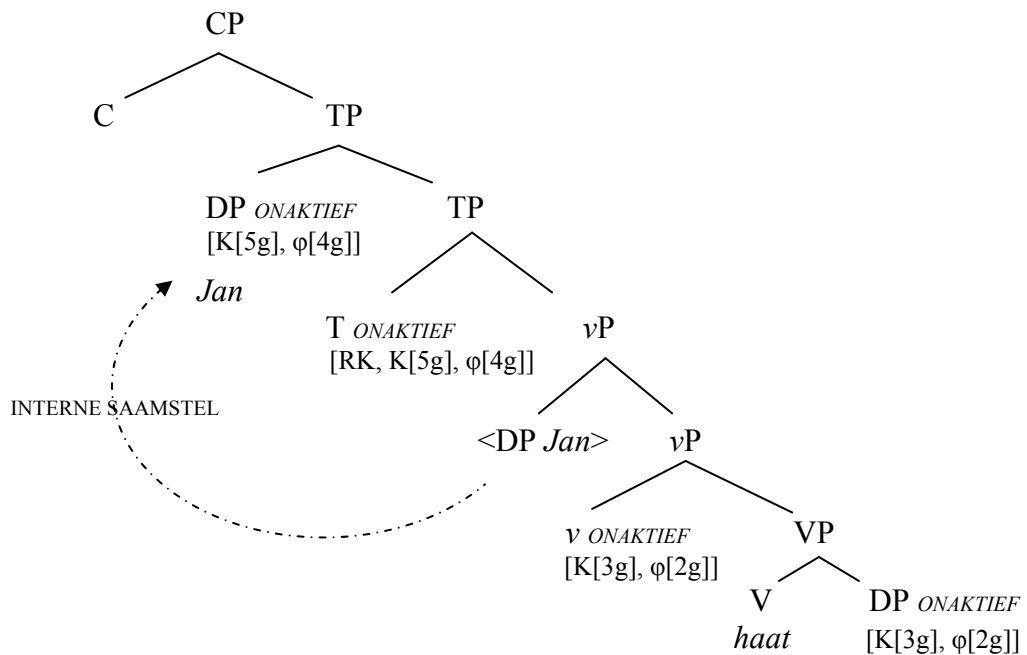 CP
C
TP
DP ONAKTIEF
[K[5g], φ[4g]]
Jan
TP
T ONAKTIEF
[RK, K[5g], φ[4g]]
vP
INTERNE SAAMSTEL
<DP Jan>
vP
v ONAKTIEF
[K[3g], φ[2g]]
VP
V
haat
DP ONAKTIEF
[K[3g], φ[2g]]